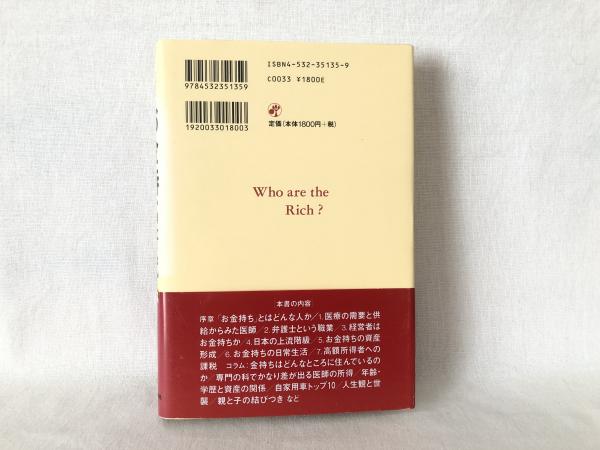 ISBN4-532-35135-9
C0033 ¥1800E
9784532351359
1920033018003
定価(本体1800円+税)
Who are the
Rich ?
本書の内容
序章「お金持ち」とはどんな人か/1.医療の需要と供
給からみた医師/2.弁護士という職業/3.経営者は
お金持ちか/4.日本の上流階級/5.お金持ちの資産
形成/6.お金持ちの日常生活/7.高額所得者への
課税 コラム:金持ちはどんなところに住んでいるの
か/専門の科でかなり差が出る医師の所得/年齢・
学歴と資産の関係/自家用車トップ10/人生観と世
襲/親と子の結びつき など